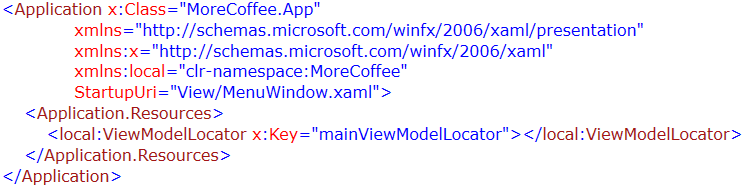 <Application x:Class="MoreCoffee.App"
xmlns="http://schemas.microsoft.com/winfx/2006/xaml/presentation"
xmlns:x="http://schemas.microsoft.com/winfx/2006/xaml"
xmlns:local="clr-namespace:MoreCoffee"
StartupUri="View/MenuWindow.xaml">
<Application.Resources>
<local:ViewModelLocator x:Key="mainViewModelLocator"></local:ViewModelLocator>
</Application.Resources>
</Application>